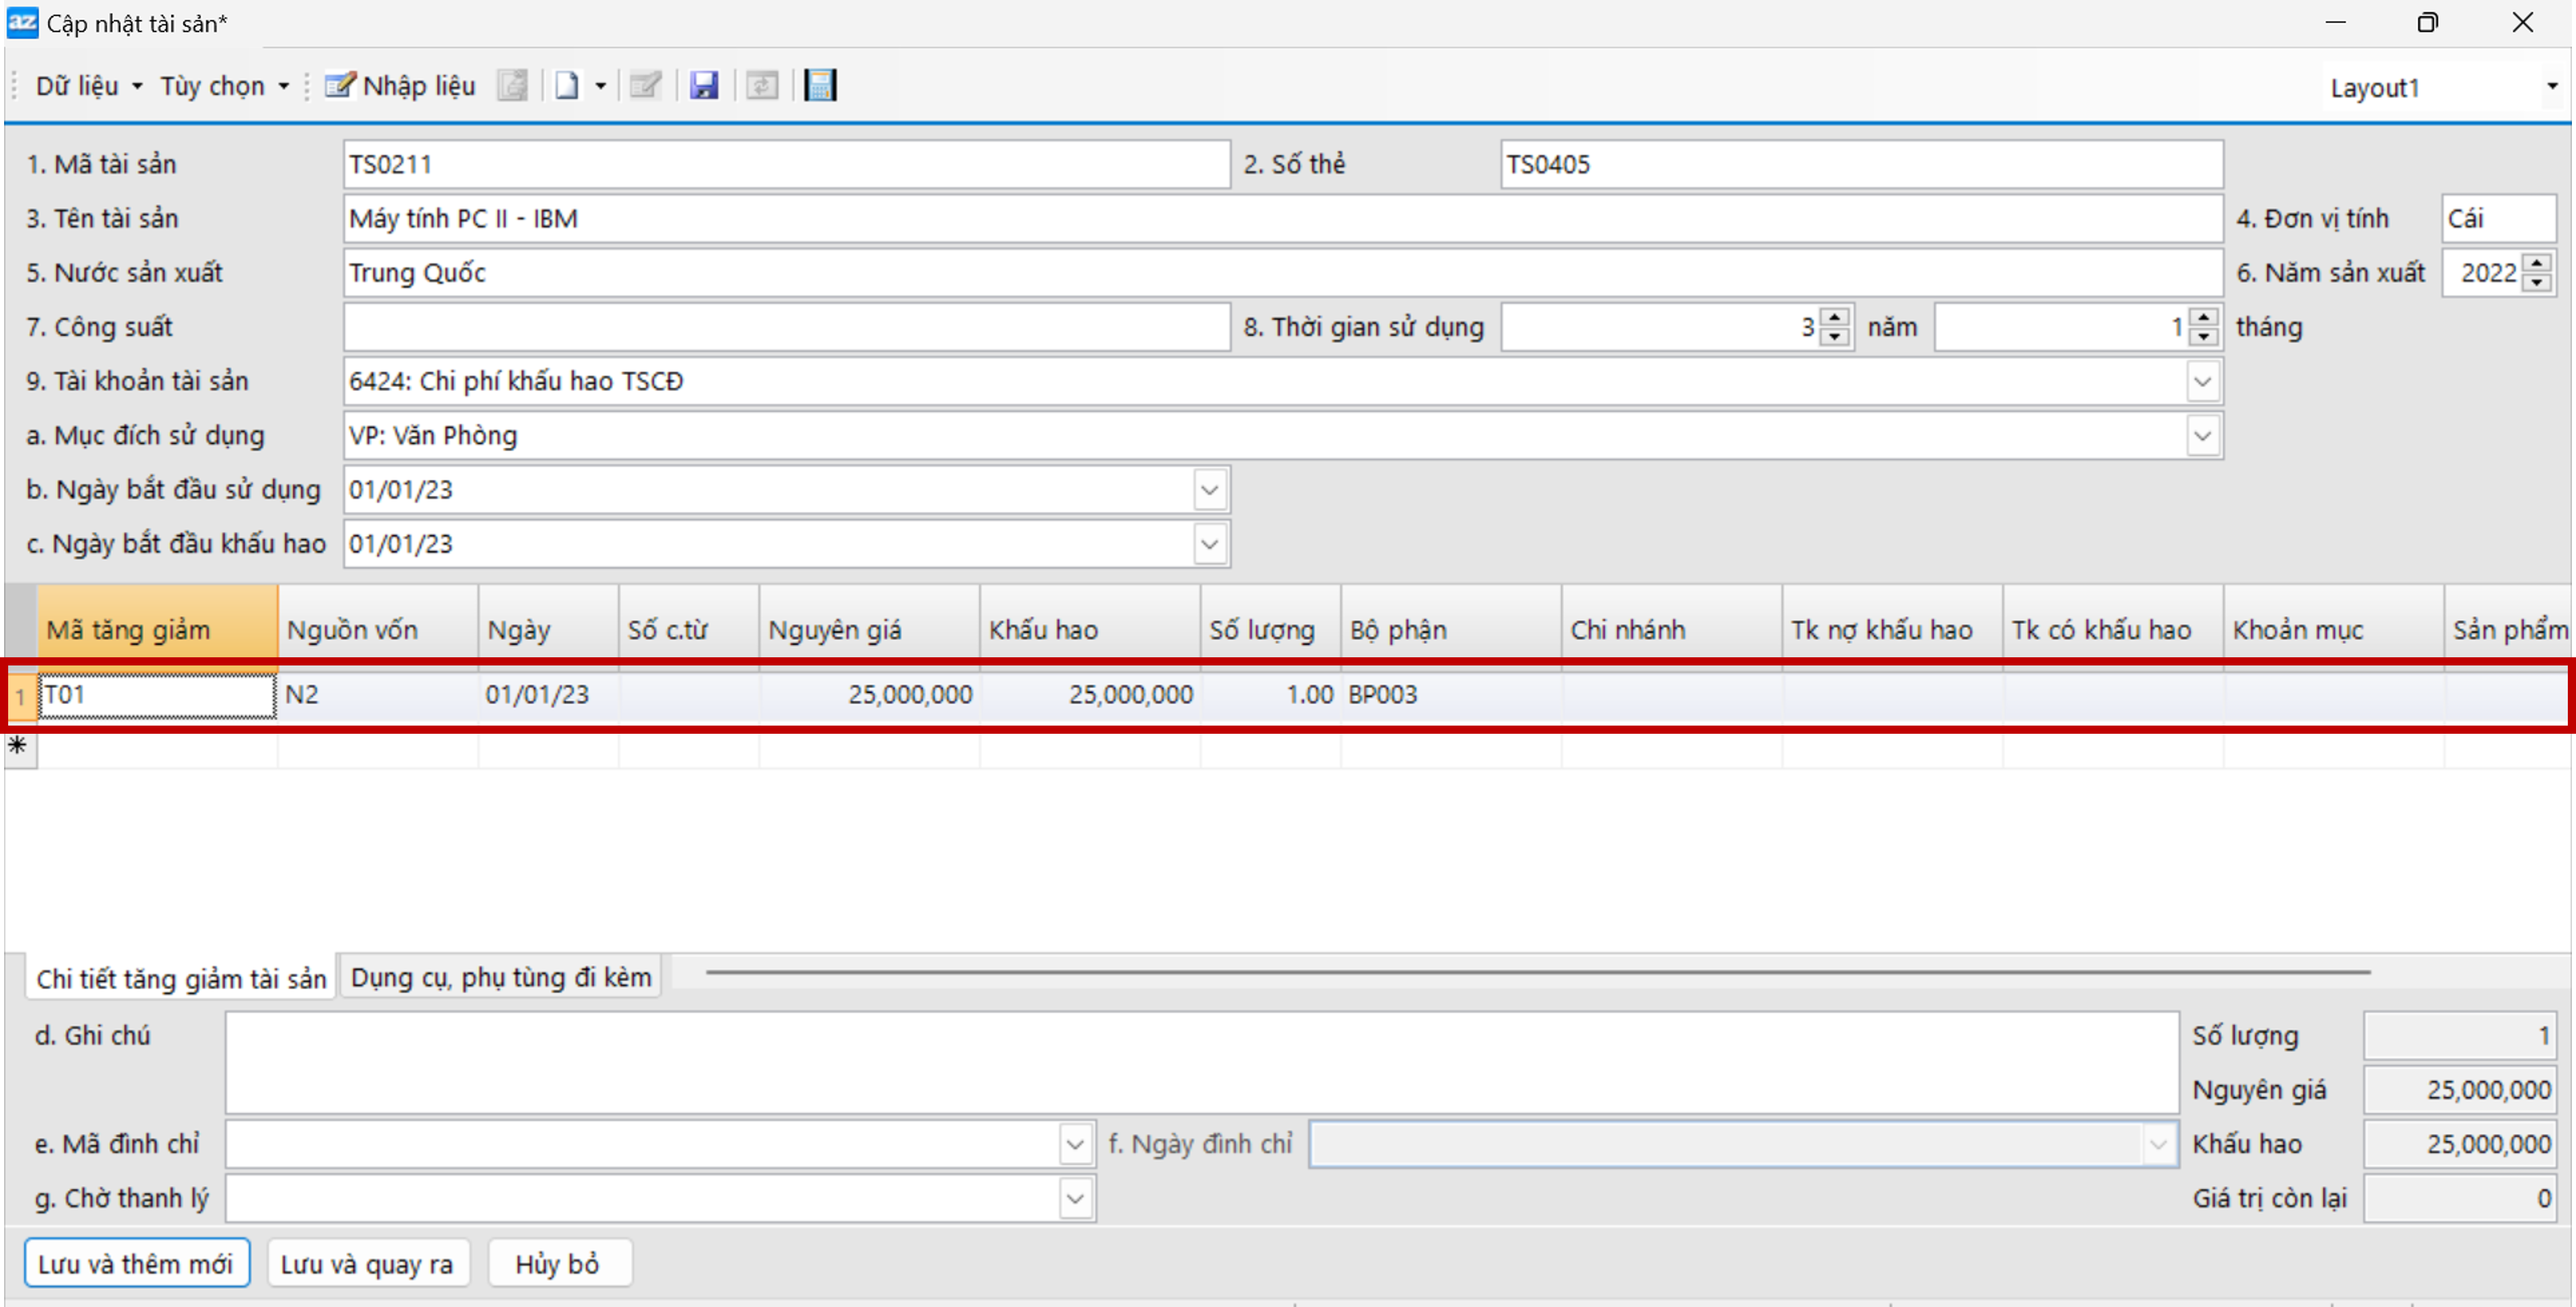 az Cập nhật tài sản*
Dữ liệu Tùy chọn Nhập liệu Layout1
1. Mã tài sản TS0211 2. Số thẻ TS0405
3. Tên tài sản Máy tính PC II - IBM 4. Đơn vị tính Cái
5. Nước sản xuất Trung Quốc 6. Năm sản xuất 2022
7. Công suất 8. Thời gian sử dụng 3 năm 1 tháng
9. Tài khoản tài sản 6424: Chi phí khấu hao TSCĐ
a. Mục đích sử dụng VP: Văn Phòng
b. Ngày bắt đầu sử dụng 01/01/23
c. Ngày bắt đầu khấu hao 01/01/23
Mã tăng giảm Nguồn vốn Ngày Số c.từ Nguyên giá Khấu hao Số lượng Bộ phận Chi nhánh Tk nợ khấu hao Tk có khấu hao Khoản mục Sản phẩm
1 T01 N2 01/01/23 25,000,000 25,000,000 1.00 BP003
Chi tiết tăng giảm tài sản Dụng cụ, phụ tùng đi kèm
d. Ghi chú Số lượng 1
Nguyên giá 25,000,000
e. Mã đình chỉ f. Ngày đình chỉ Khấu hao 25,000,000
g. Chờ thanh lý Giá trị còn lại 0
Lưu và thêm mới Lưu và quay ra Hủy bỏ